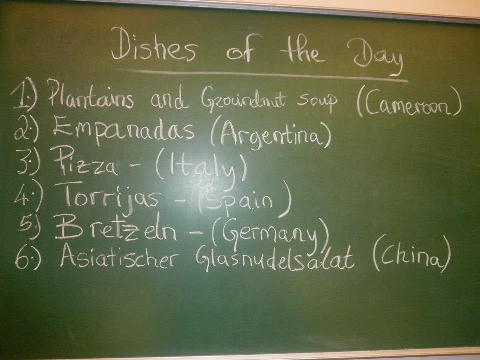 Dishes of the Day
1) Plantains and Groundnut soup (Cameroon)
2.) Empanadas (Argentina)
3.) Pizza - (Italy)
4.) Torrijas - (Spain)
5.) Bretzeln - (Germany)
6.) Asiatischer Glasnudelsalat (China)